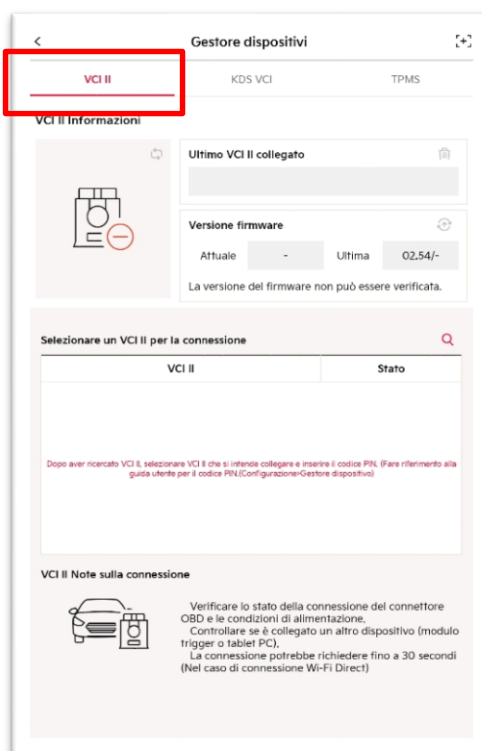 Gestore dispositivi
VCI II KDS VCI TPMS
VCI II Informazioni
Ultimo VCI II collegato
Versione firmware
Attuale - Ultima 02.54/-
La versione del firmware non può essere verificata.
Selezionare un VCI II per la connessione
VCI II Stato
Dopo aver ricercato VCI II, selezionare VCI II che si intende collegare e inserire il codice PIN. (Fare riferimento alla
guida utente per il codice PIN.(Configurazione>Gestore dispositivo)
VCI II Note sulla connessione
Verificare lo stato della connessione del connettore
OBD e le condizioni di alimentazione.
Controllare se è collegato un altro dispositivo (modulo
trigger o tablet PC).
La connessione potrebbe richiedere fino a 30 secondi
(Nel caso di connessione Wi-Fi Direct)